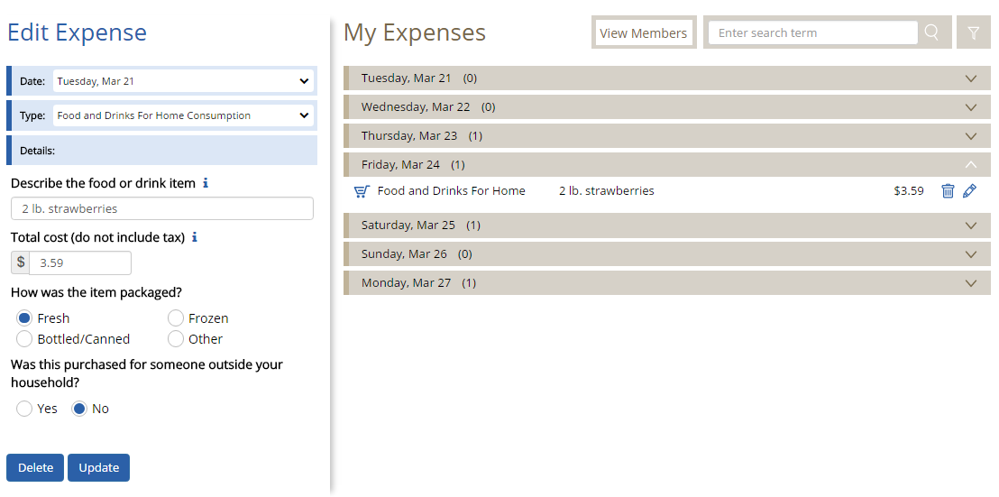 Edit Expense
Date: Tuesday, Mar 21
Type: Food and Drinks For Home Consumption
Details:
Describe the food or drink item i
2 lb. strawberries
Total cost (do not include tax) i
$ 3.59
How was the item packaged?
Fresh Frozen
Bottled/Canned Other
Was this purchased for someone outside your
household?
Yes No
Delete Update
My Expenses
View Members
Enter search term
Tuesday, Mar 21 (0)
Wednesday, Mar 22 (0)
Thursday, Mar 23 (1)
Friday, Mar 24 (1)
Food and Drinks For Home 2 lb. strawberries $3.59
Saturday, Mar 25 (1)
Sunday, Mar 26 (0)
Monday, Mar 27 (1)